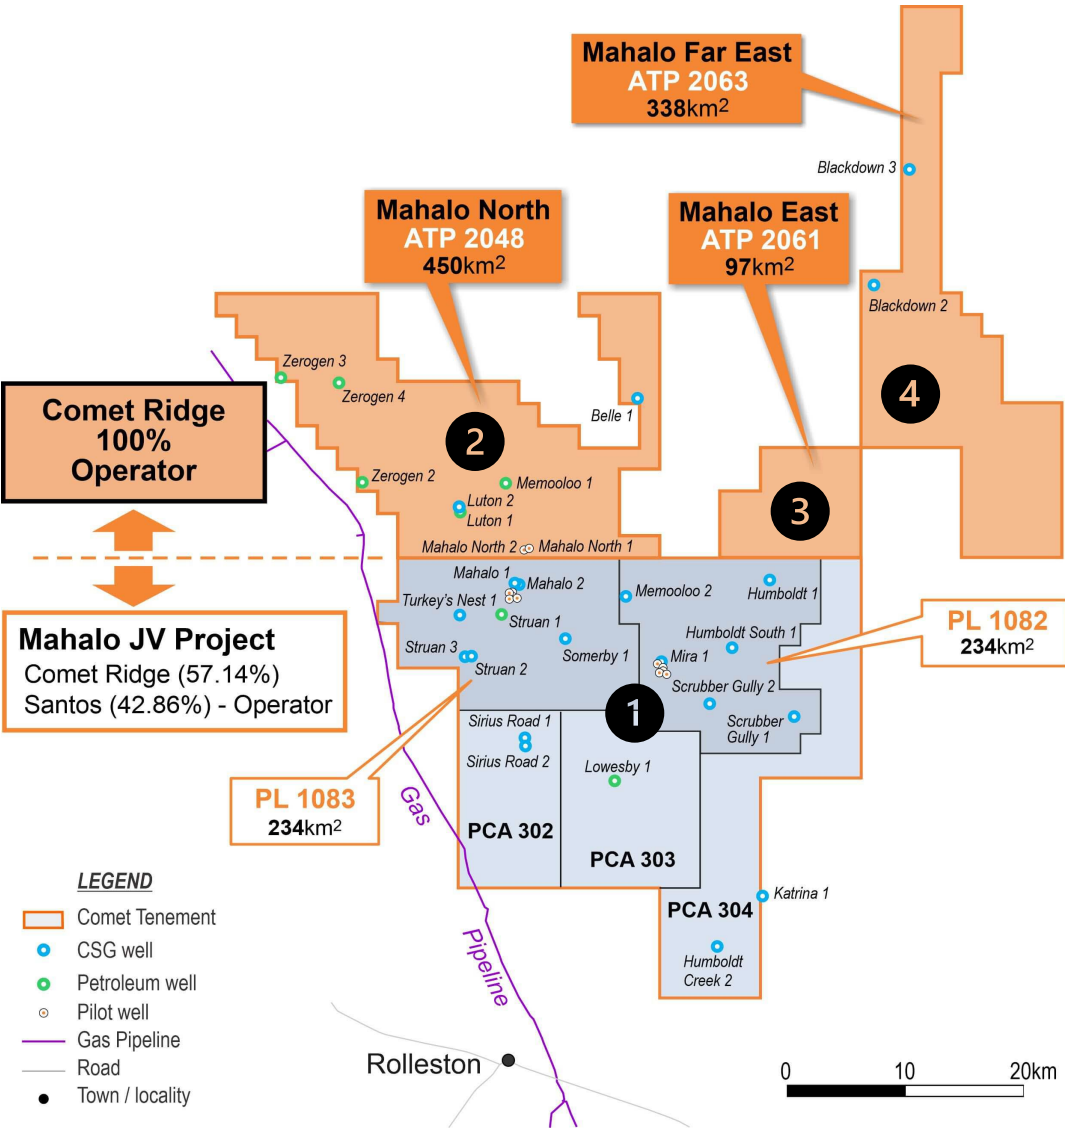 Mahalo Far East
ATP 2063
338km2
Blackdown 3
Mahalo North
ATP 2048
450km2
Mahalo East
ATP 2061
97km2
Blackdown 2
Zerogen 3
Zerogen 4
Belle 1
4
Comet Ridge
100%
Operator
2
Zerogen 2
Memooloo 1
Luton 2
Luton 1
3
Mahalo North 2
Mahalo North 1
Mahalo 1
Mahalo 2
Memooloo 2
Humboldt 1
Turkey's Nest 1
Struan 1
Mahalo JV Project
Comet Ridge (57.14%)
Santos (42.86%) - Operator
Struan 3
Struan 2
Somerby 1
Humboldt South 1
Mira 1
PL 1082
234km2
Scrubber Gully 2
Scrubber
Gully 1
1
Sirius Road 1
Sirius Road 2
Lowesby 1
PL 1083
234km2
Gas
Pipeline
PCA 302
PCA 303
PCA 304
Katrina 1
Humboldt
Creek 2
LEGEND
Comet Tenement
CSG well
Petroleum well
Pilot well
Gas Pipeline
Road
Town / locality
Rolleston
0 10 20km